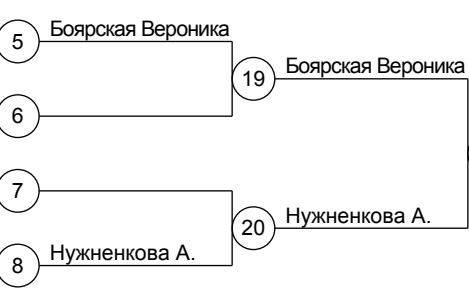 5 Боярская Вероника
19 Боярская Вероника
6
7
20 Нужненкова А.
8 Нужненкова А.